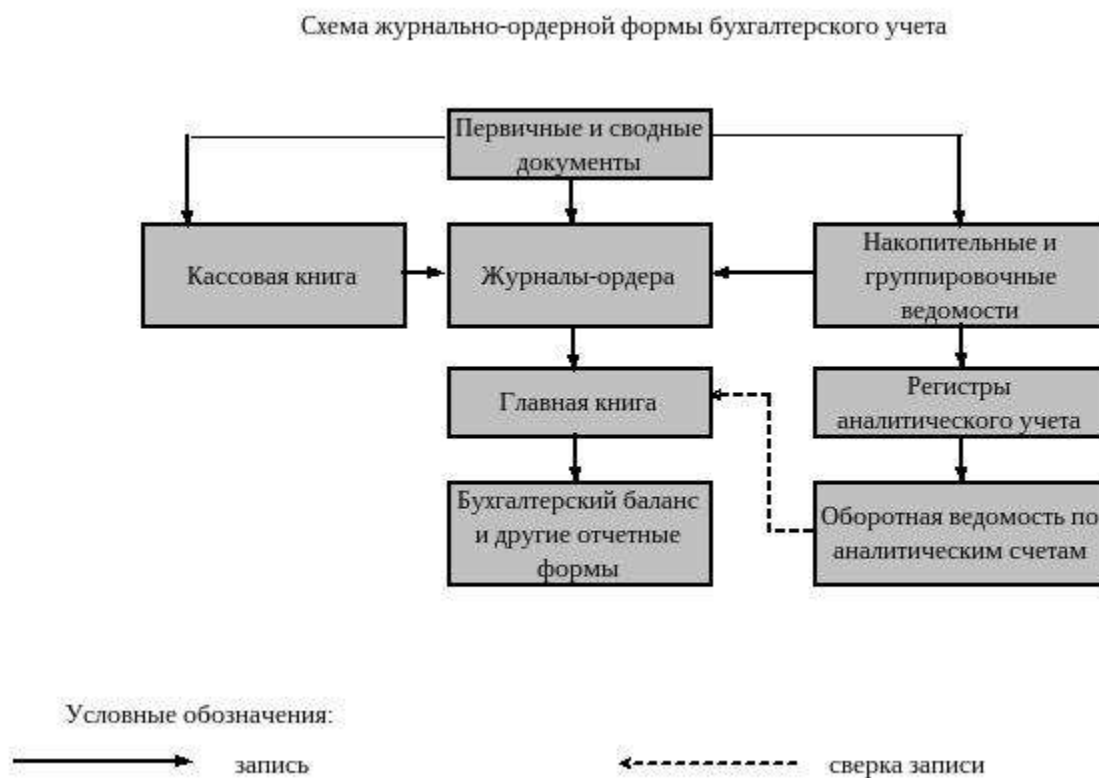 Схема журнально-ордерной формы бухгалтерского учета
Первичные и сводные
документы
Кассовая книга
Журналы-ордера
Накопительные и
группировочные
ведомости
Главная книга
Регистры
аналитического учета
Бухгалтерский баланс
и другие отчетные
формы
Оборотная ведомость по
аналитическим счетам
Условные обозначения:
запись
сверка записи